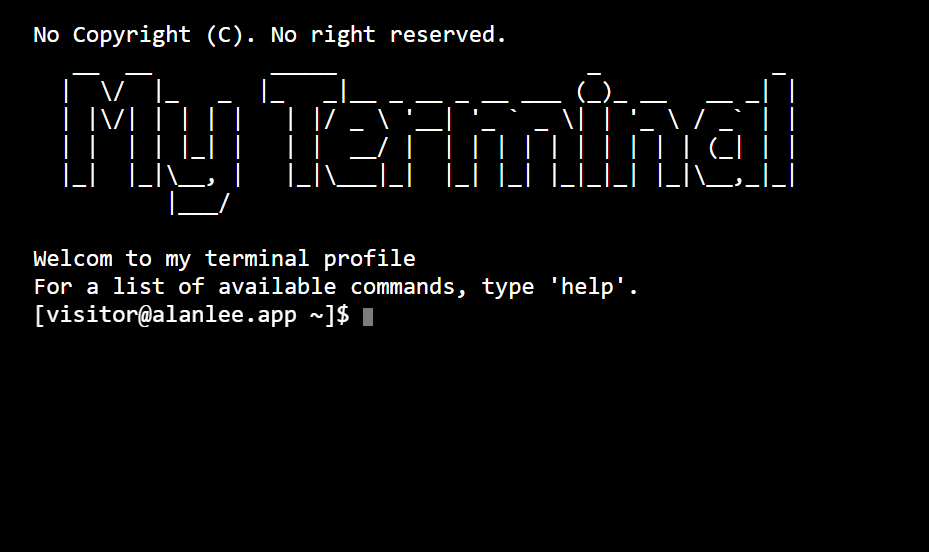 No Copyright (C). No right reserved.
My Terminal
Welcom to my terminal profile
For a list of available commands, type 'help'.
[visitor@alanlee.app ~]$